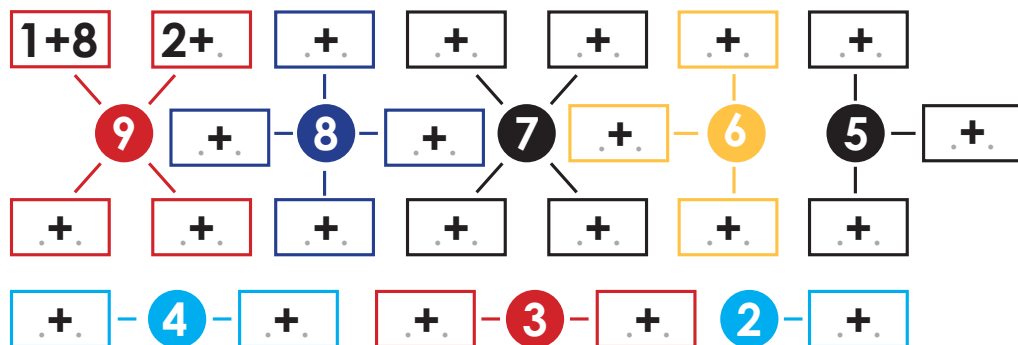 1+8 2+. .+. .+. .+. .+. .+.
9 .+. 8 .+. 7 .+. 6 5 .+.
.+. .+. .+. .+. .+. .+. .+.
.+. 4 .+. .+. 3 .+. 2 .+.